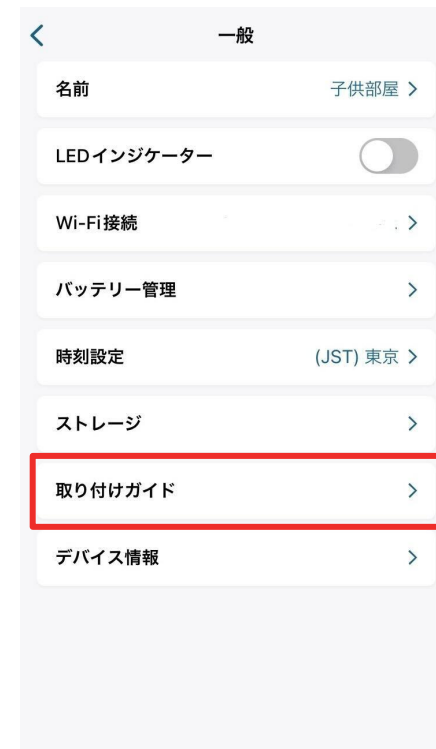 一般
名前 子供部屋
LEDインジケーター
Wi-Fi接続
バッテリー管理
時刻設定 (JST) 東京
ストレージ
取り付けガイド
デバイス情報